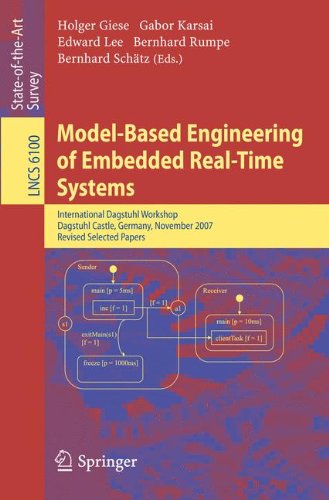 Holger Giese Gabor Karsai
Edward Lee Bernhard Rumpe
Bernhard Schätz (Eds.)
State-of-the-Art
Survey
LNCS 6100
Model-Based Engineering
of Embedded Real-Time
Systems
International Dagstuhl Workshop
Dagstuhl Castle, Germany, November 2007
Revised Selected Papers
Sender
main [p = 5ms]
inc [f = 1]
[f = 1]
a1
s1
exitMain(s1)
[f = 1]
freeze [p = 1000ms]
Receiver
main [p = 10ms]
clientTask [f = 1]
Springer